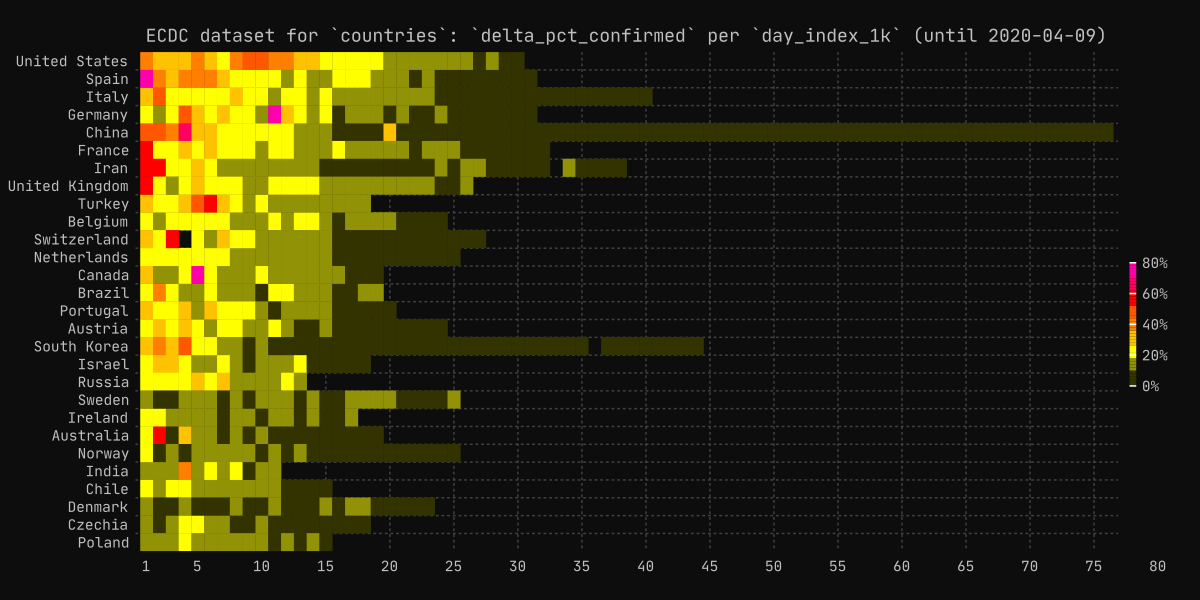 ECDC dataset for `countries`: `delta_pct_confirmed` per `day_index_1k` (until 2020-04-09)
United States
Spain
Italy
Germany
China
France
Iran
United Kingdom
Turkey
Belgium
Switzerland
Netherlands
Canada
Brazil
Portugal
Austria
South Korea
Israel
Russia
Sweden
Ireland
Australia
Norway
India
Chile
Denmark
Czechia
Poland
80%
60%
40%
20%
0%
1 5 10 15 20 25 30 35 40 45 50 55 60 65 70 75 80